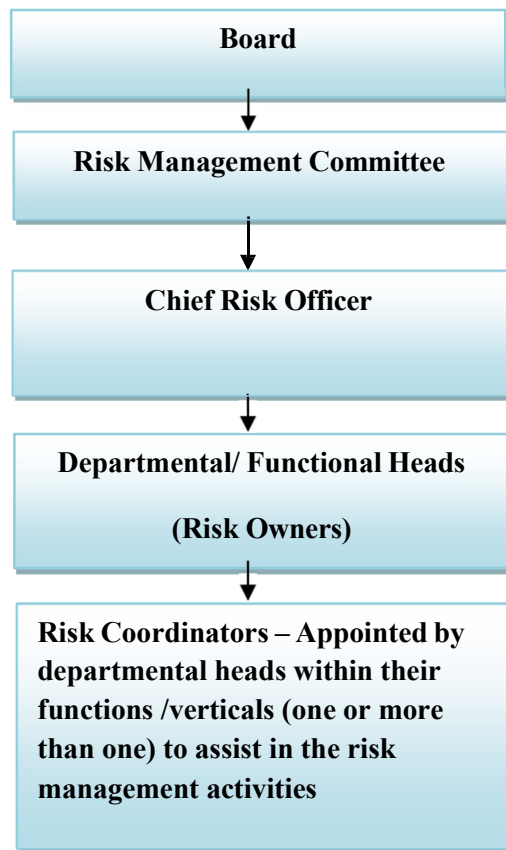 Board
Risk Management Committee
Chief Risk Officer
Departmental/ Functional Heads
(Risk Owners)
Risk Coordinators – Appointed by
departmental heads within their
functions /verticals (one or more
than one) to assist in the risk
management activities